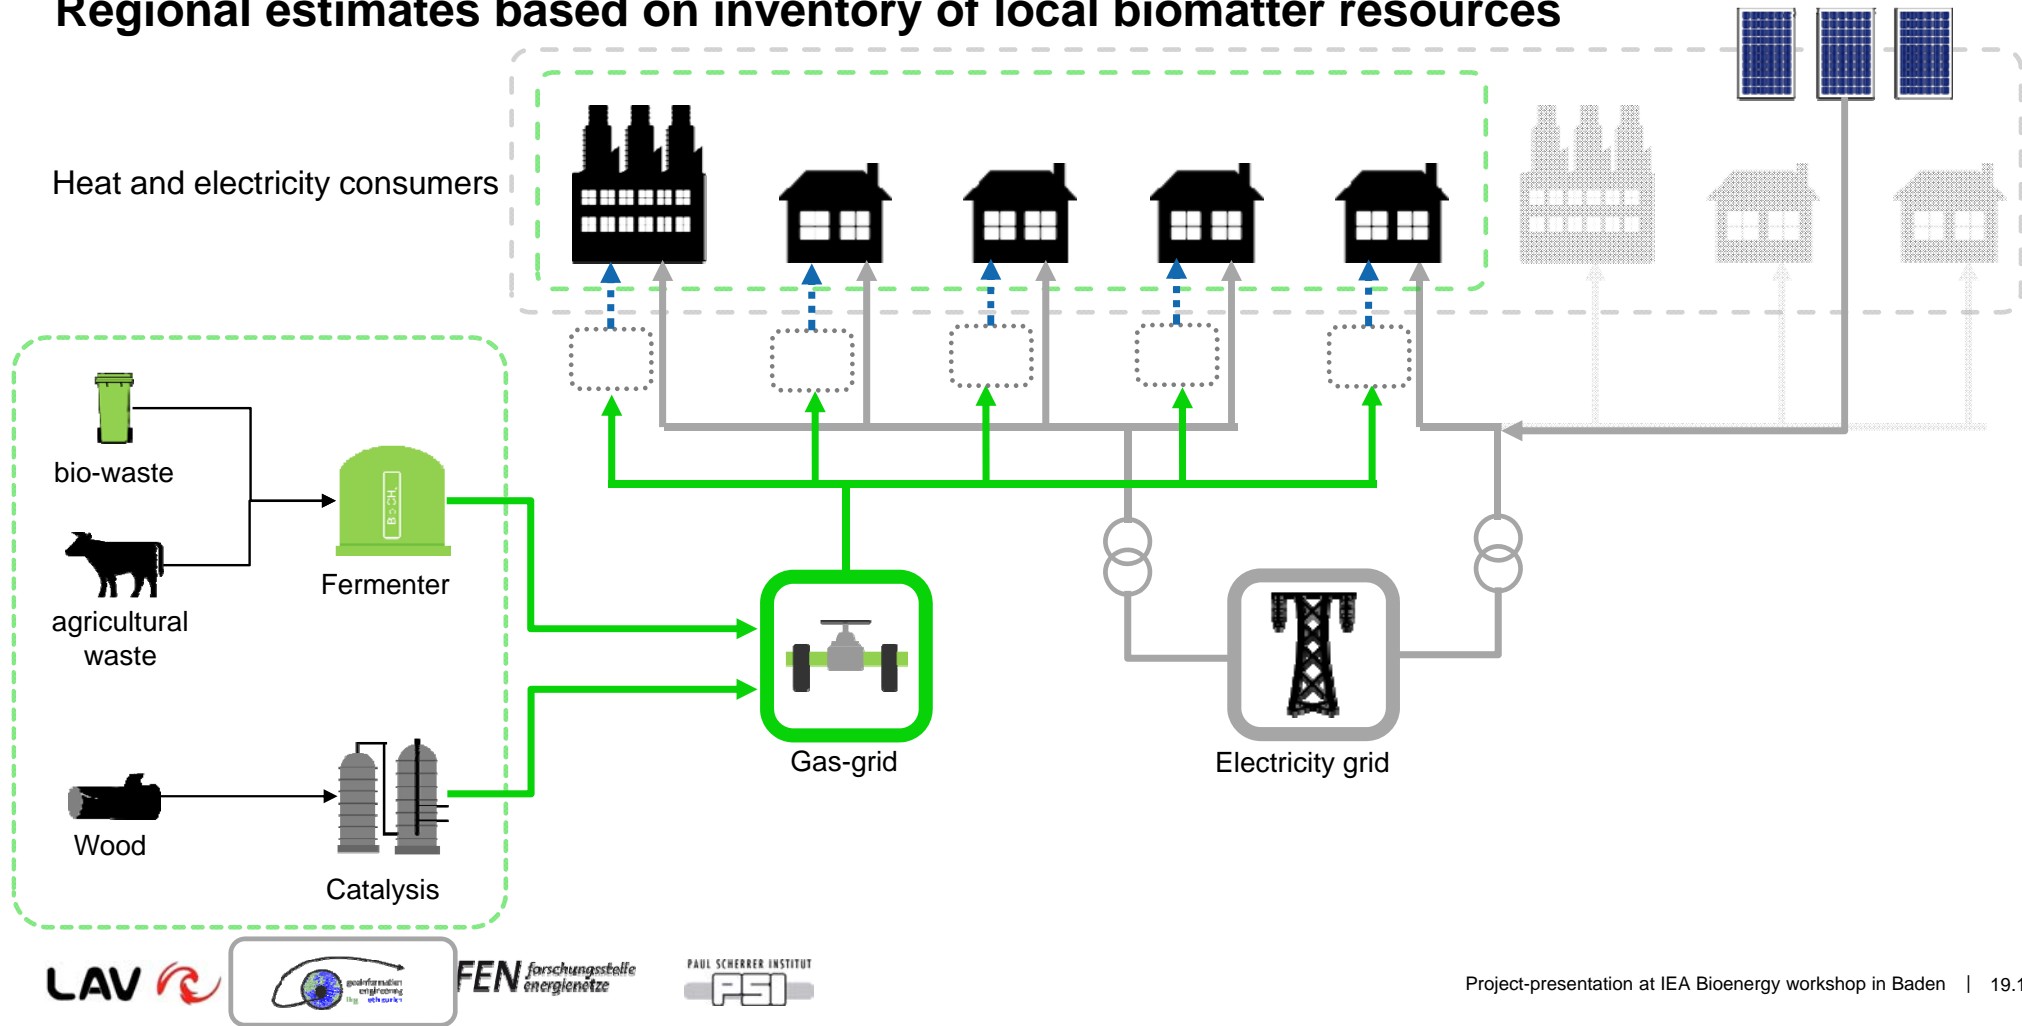 Regional estimates based on inventory of local biomatter resources
Heat and electricity consumers
bio-waste
agricultural
waste
Fermenter
Wood
Catalysis
Gas-grid
Electricity grid
LAV
geoinformation
engineering
FEN forschungsstelle
energienetze
PAUL SCHERRER INSTITUT
PSI
Project-presentation at IEA Bioenergy workshop in Baden | 19.1